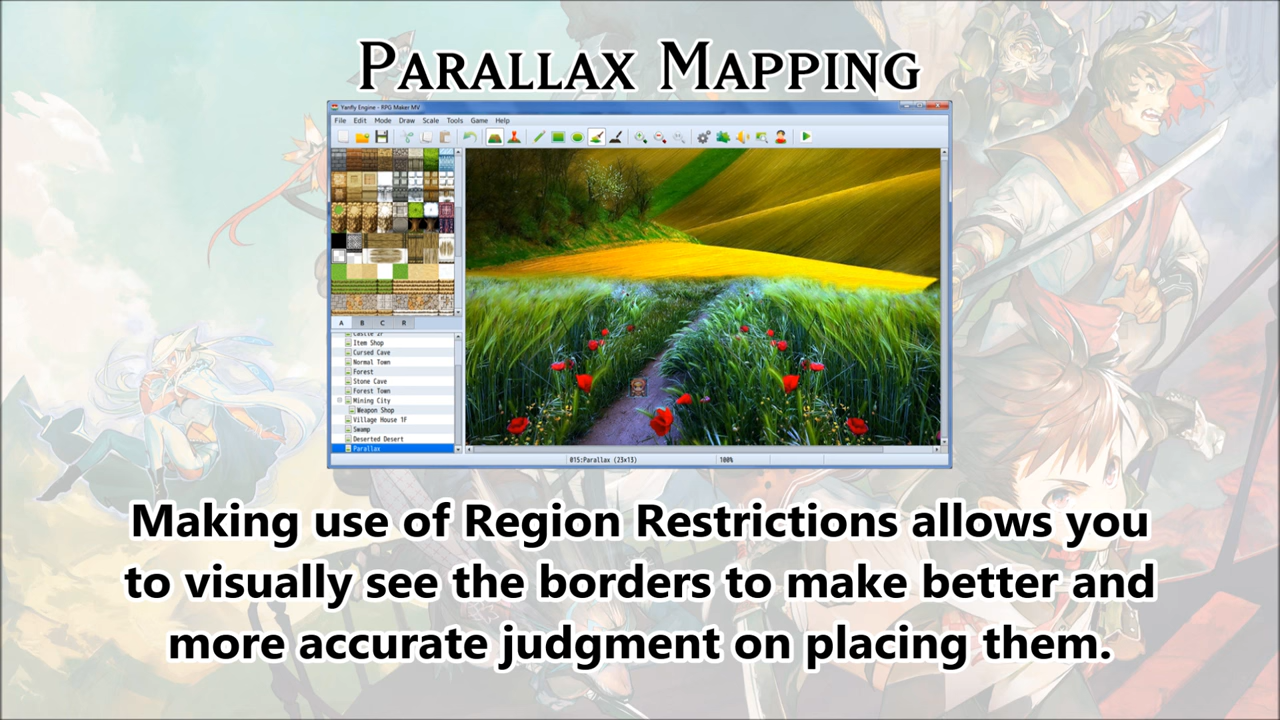 Parallax Mapping
Yanfly Engine - RPG Maker MV
File Edit Mode Draw Scale Tools Game Help
A B C R
Castle 1F
Item Shop
Cursed Cave
Normal Town
Forest
Stone Cave
Forest Town
Mining City
Weapon Shop
Village House 1F
Swamp
Deserted Desert
Parallax
015:Parallax (23x13) 100%
Making use of Region Restrictions allows you
to visually see the borders to make better and
more accurate judgment on placing them.